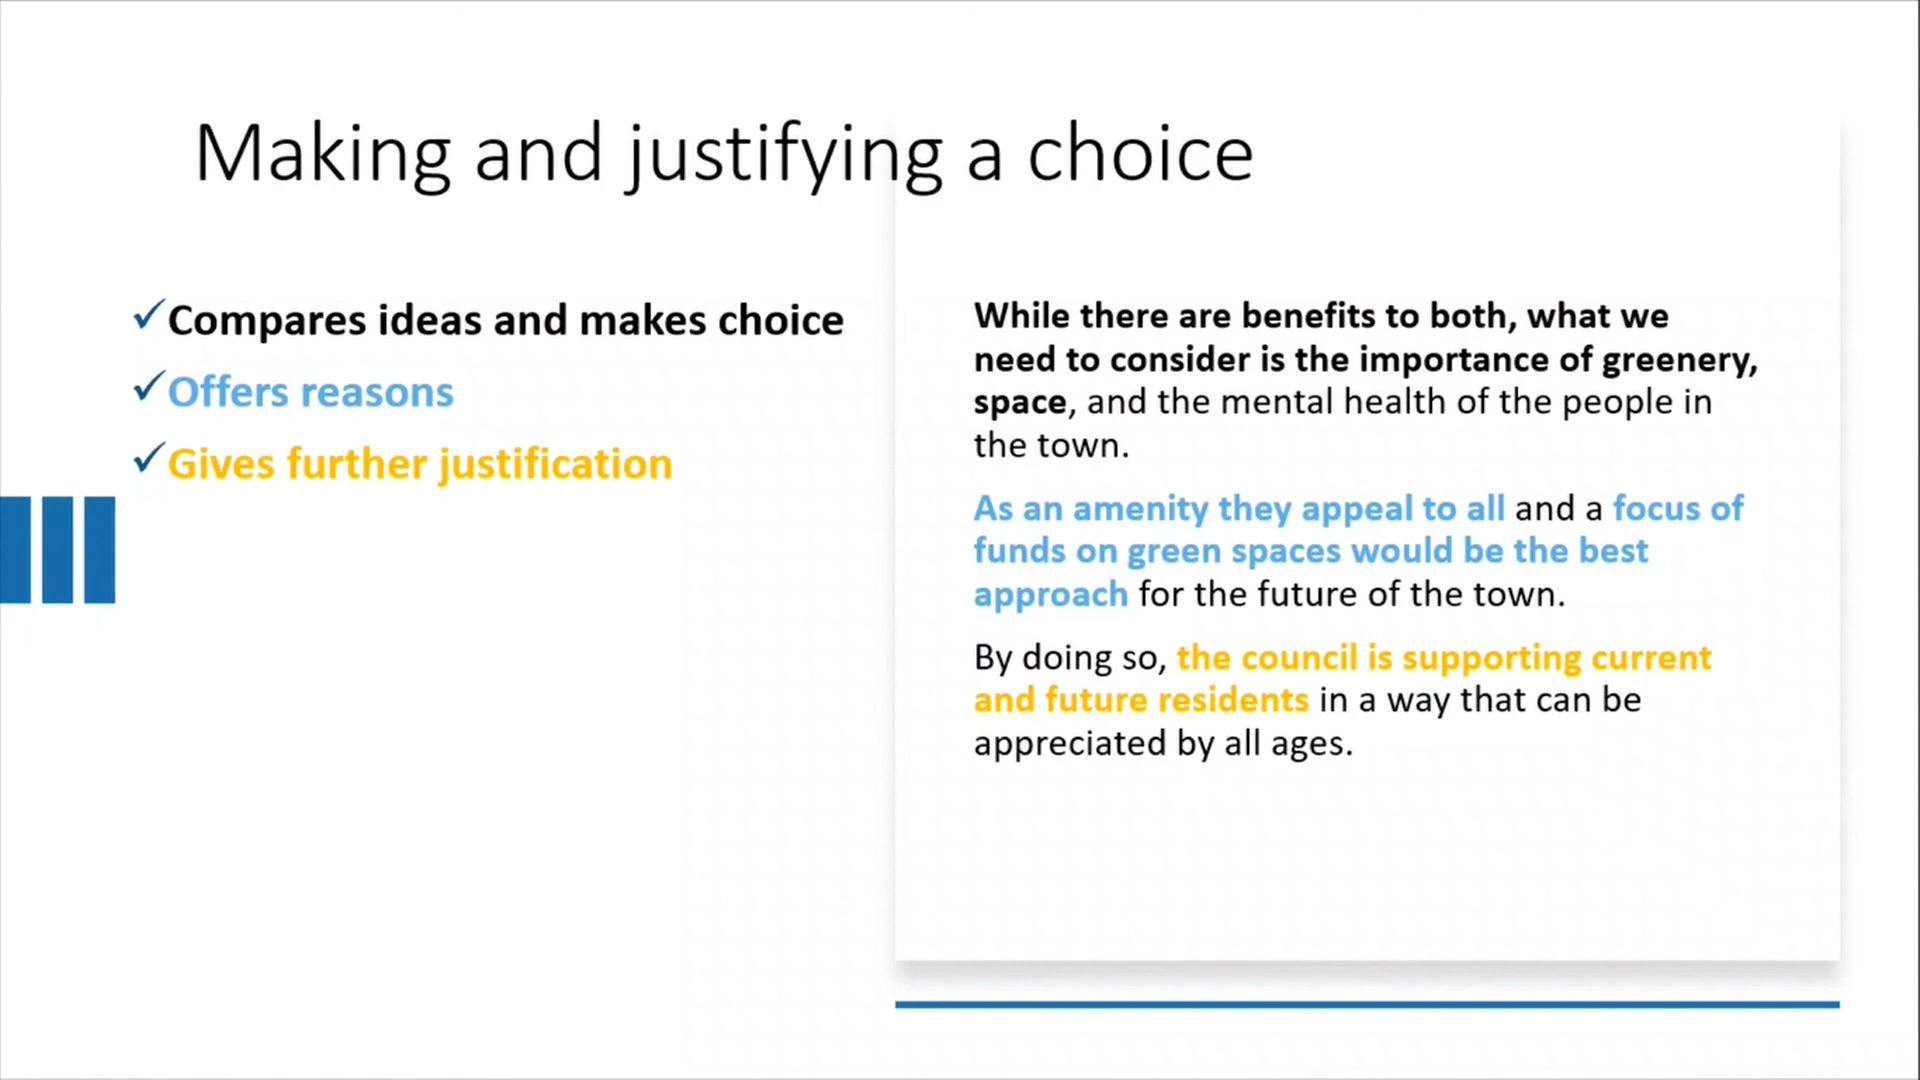 Making and justifying a choice
✓Compares ideas and makes choice
✓Offers reasons
✓Gives further justification
While there are benefits to both, what we
need to consider is the importance of greenery,
space, and the mental health of the people in
the town.
As an amenity they appeal to all and a focus of
funds on green spaces would be the best
approach for the future of the town.
By doing so, the council is supporting current
and future residents in a way that can be
appreciated by all ages.